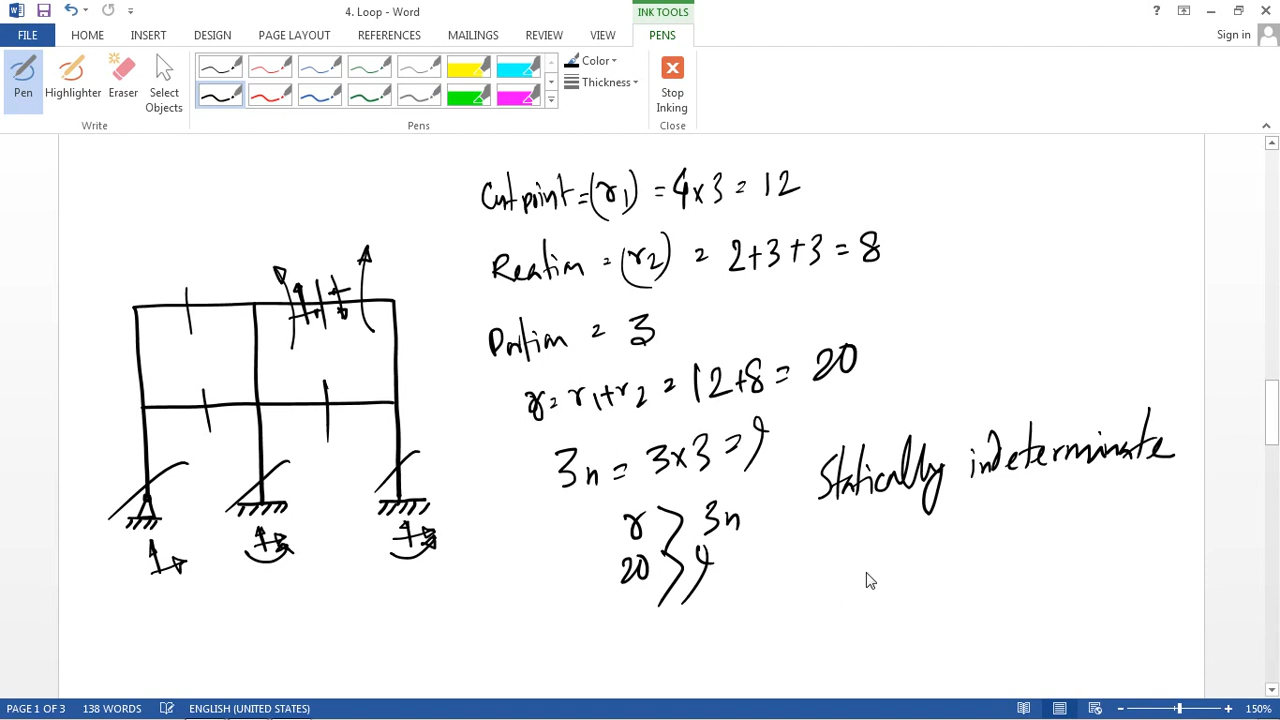 4. Loop - Word
INK TOOLS
?
FILE HOME INSERT DESIGN PAGE LAYOUT REFERENCES MAILINGS REVIEW VIEW PENS Sign in
Pen Highlighter Eraser Select Objects
Color
Thickness
Stop Inking
Write Pens Close
Cut point = (r1) = 4x3 = 12
Reaction = (r2) = 2+3+3 = 8
Portion = 3
r = r1+r2 = 12+8 = 20
3n = 3x3 = 9
Statically indeterminate
r > 3n
20 > 9
PAGE 1 OF 3 138 WORDS ENGLISH (UNITED STATES) 150%